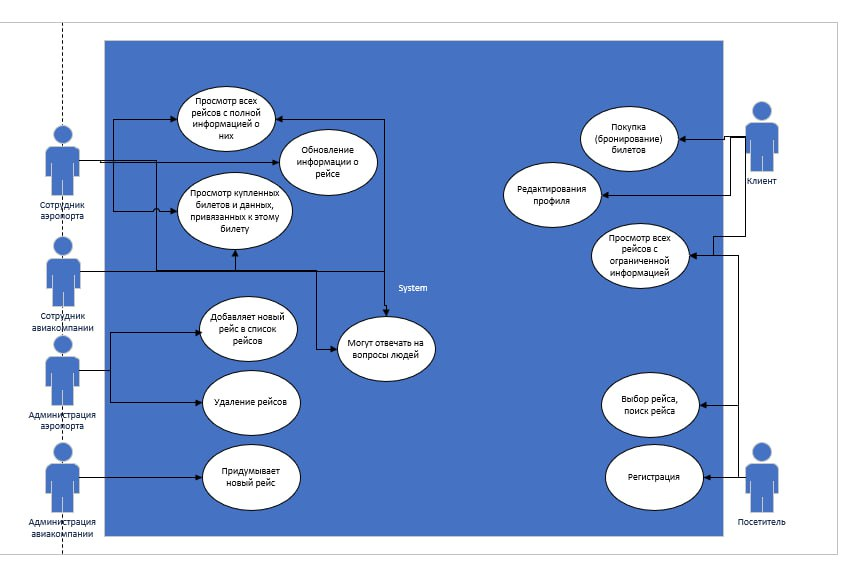 Просмотр всех
рейсов с полной
информацией о
них
Обновление
информации о
рейсе
Просмотр купленных
билетов и данных,
привязанных к этому
билету
Сотрудник
аэропорта
Сотрудник
авиакомпании
Администрация
аэропорта
Администрация
авиакомпании
Добавляет новый
рейс в список
рейсов
Удаление рейсов
Придумывает
новый рейс
System
Могут отвечать на
вопросы людей
Покупка
(бронирование)
билетов
Редактирования
профиля
Просмотр всех
рейсов с
ограниченной
информацией
Выбор рейса,
поиск рейса
Регистрация
Клиент
Посетитель